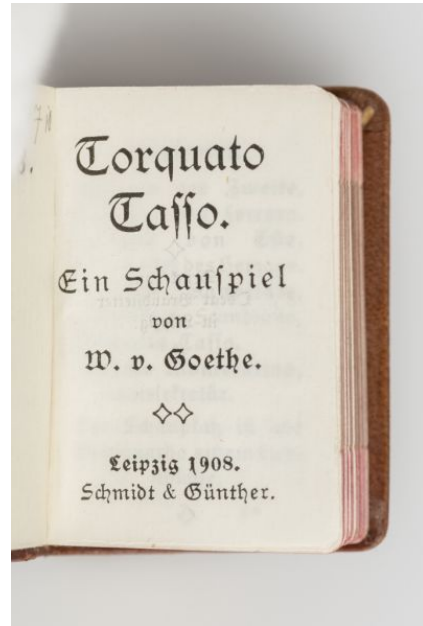 Torquato
Tasso.
Ein Schauspiel
von
W. v. Goethe.
Leipzig 1908.
Schmidt & Günther.